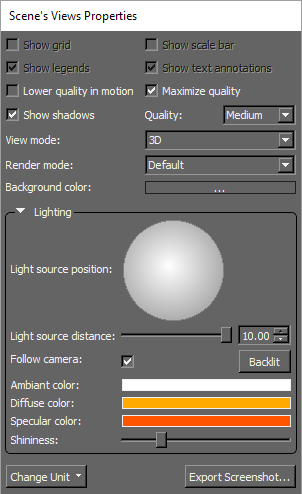 Scene's Views Properties
Show grid Show scale bar
Show legends Show text annotations
Lower quality in motion Maximize quality
Show shadows Quality: Medium
View mode: 3D
Render mode: Default
Background color: ...
Lighting
Light source position:
Light source distance: 10.00
Follow camera: Backlit
Ambiant color:
Diffuse color:
Specular color:
Shininess:
Change Unit Export Screenshot...